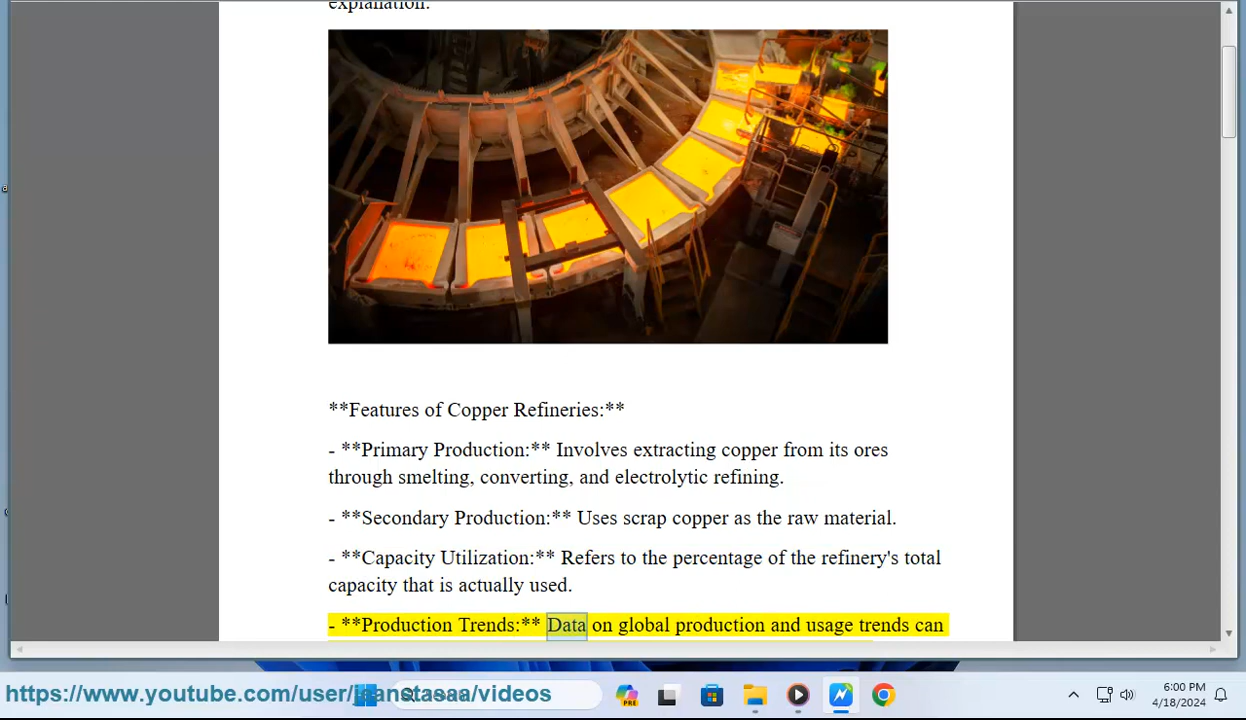 explanation.
**Features of Copper Refineries:**
- **Primary Production:** Involves extracting copper from its ores
through smelting, converting, and electrolytic refining.
- **Secondary Production:** Uses scrap copper as the raw material.
- **Capacity Utilization:** Refers to the percentage of the refinery's total
capacity that is actually used.
- **Production Trends:** Data on global production and usage trends can
https://www.youtube.com/user/jeanstasaa/videos
PRE
6:00 PM
4/18/2024